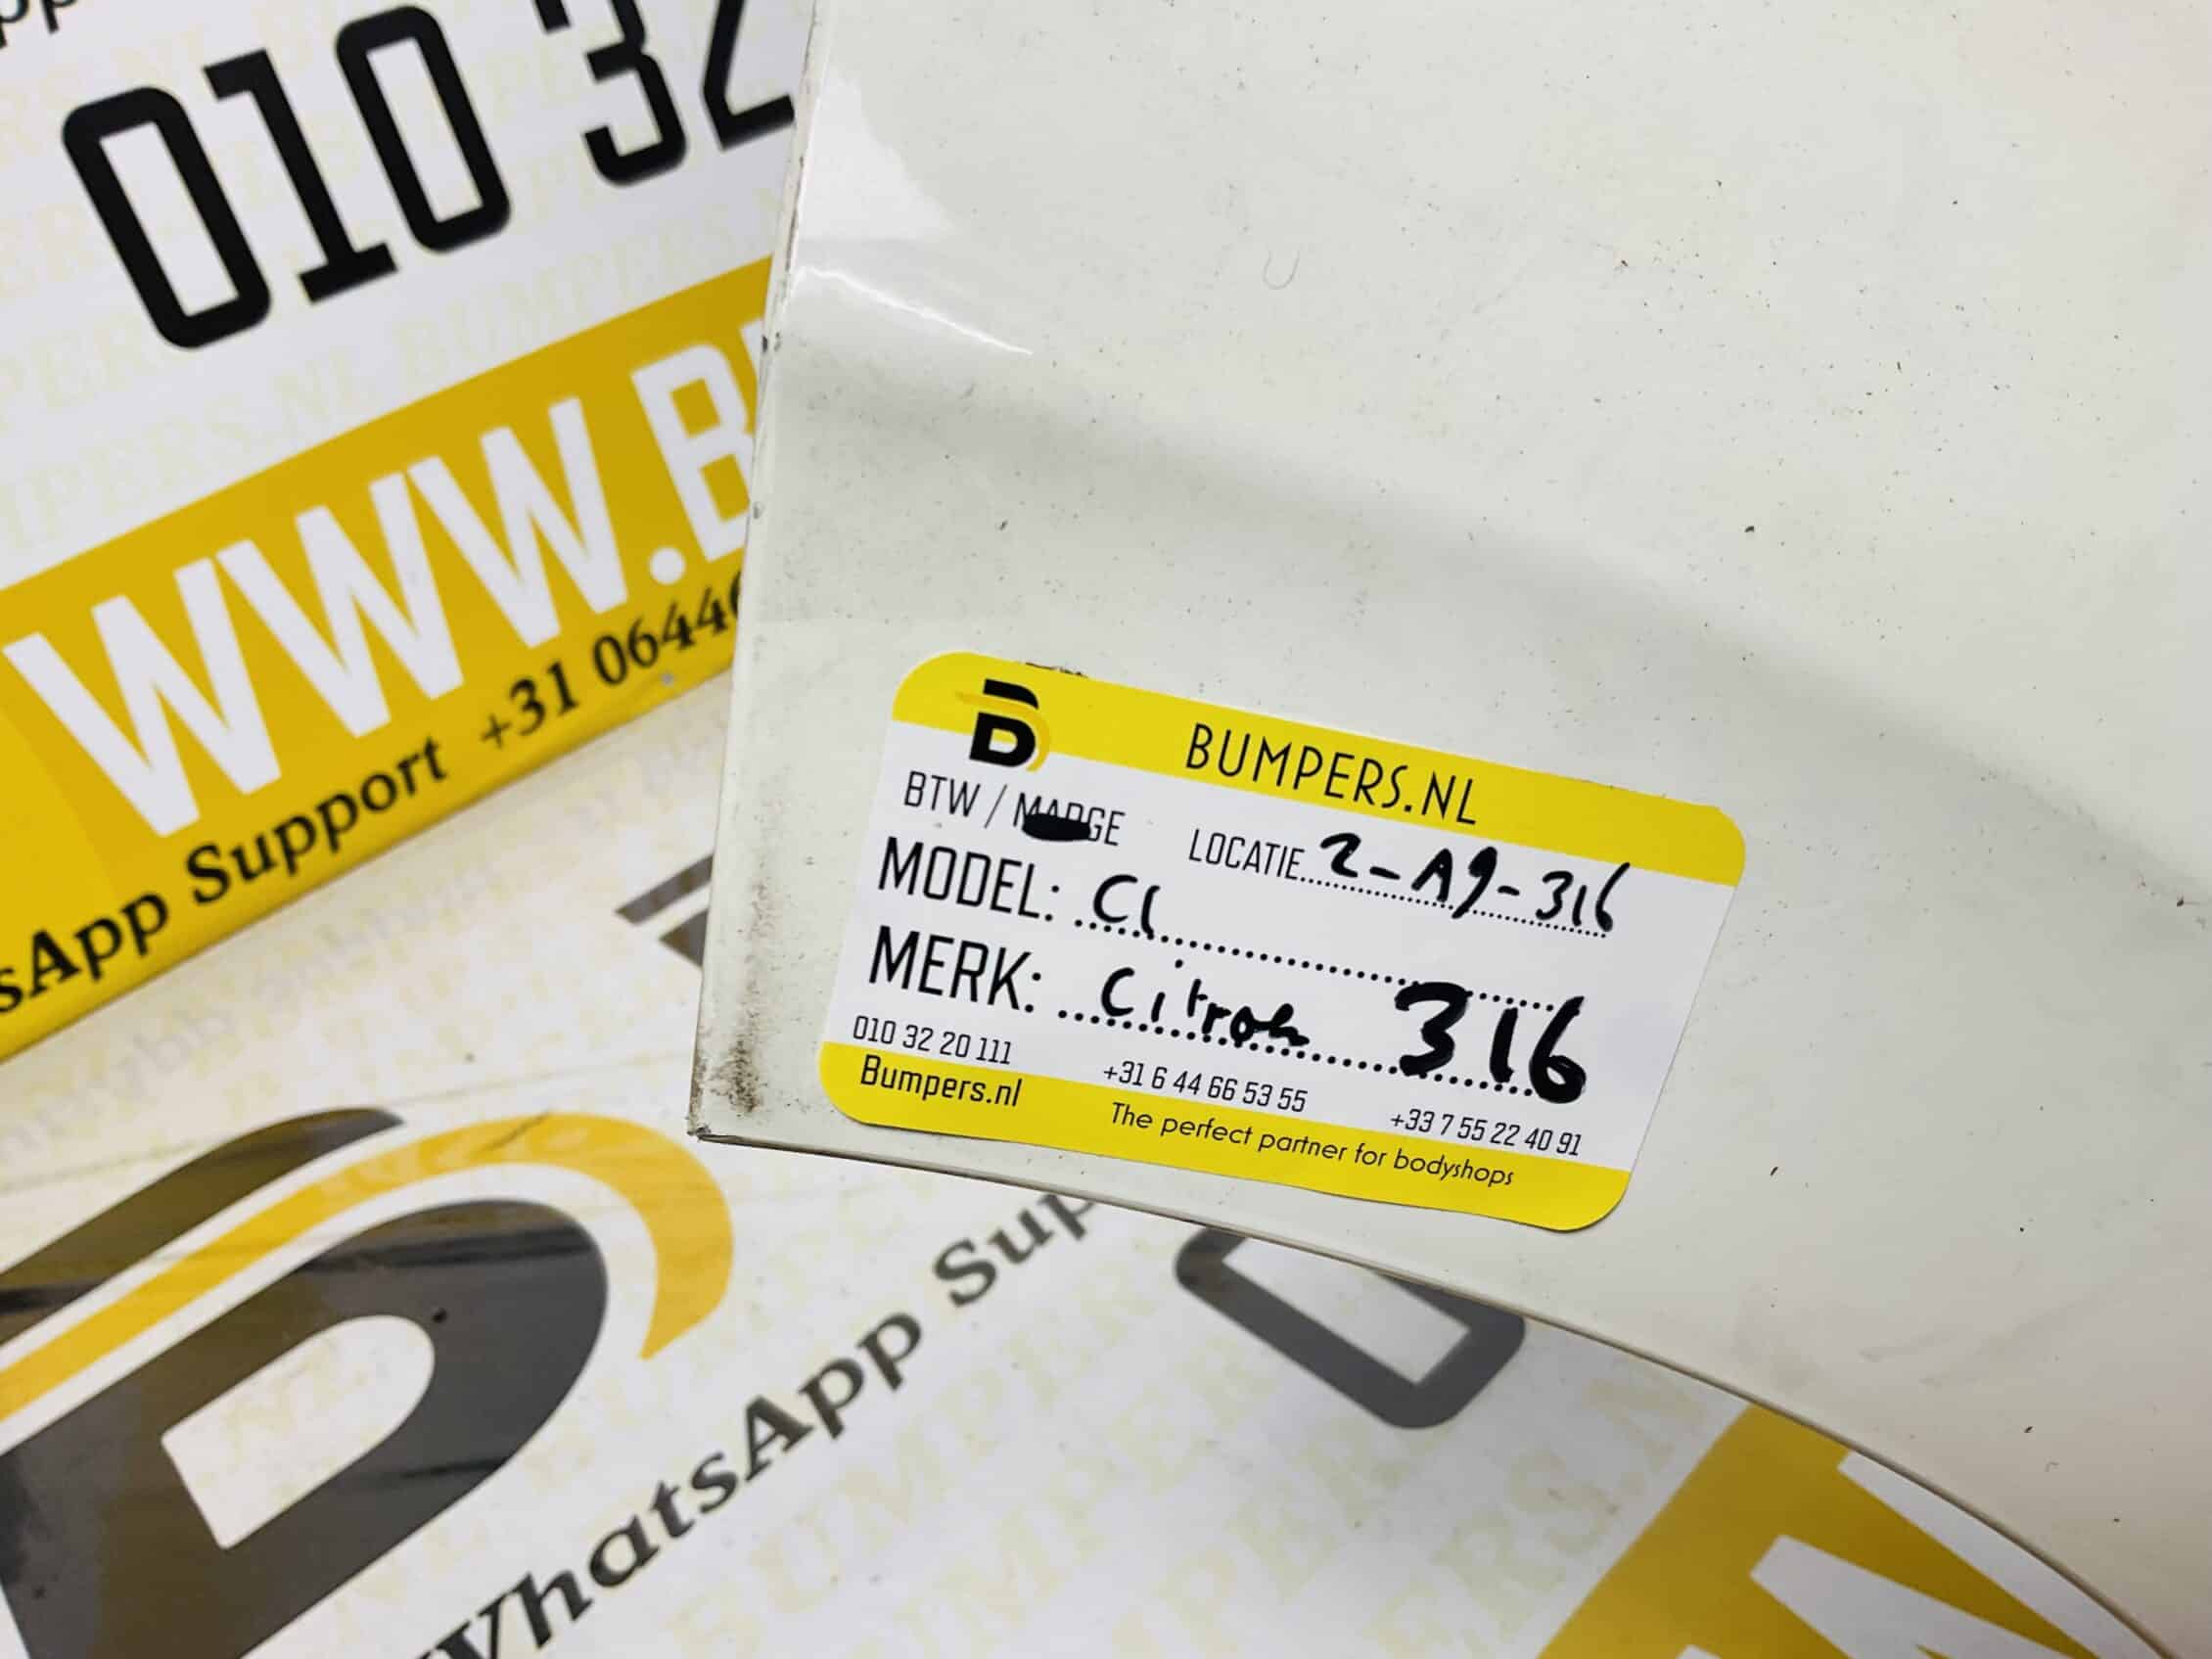 010 32
WWW.B
sApp Support +31 0644
BUMPERS.NL
BTW / MARGE LOCATIE 2-A9-316
MODEL: C1
MERK: Citroen 316
010 32 20 111 +31 6 44 66 53 55 +33 7 55 22 40 91
Bumpers.nl The perfect partner for bodyshops
WhatsApp Sup